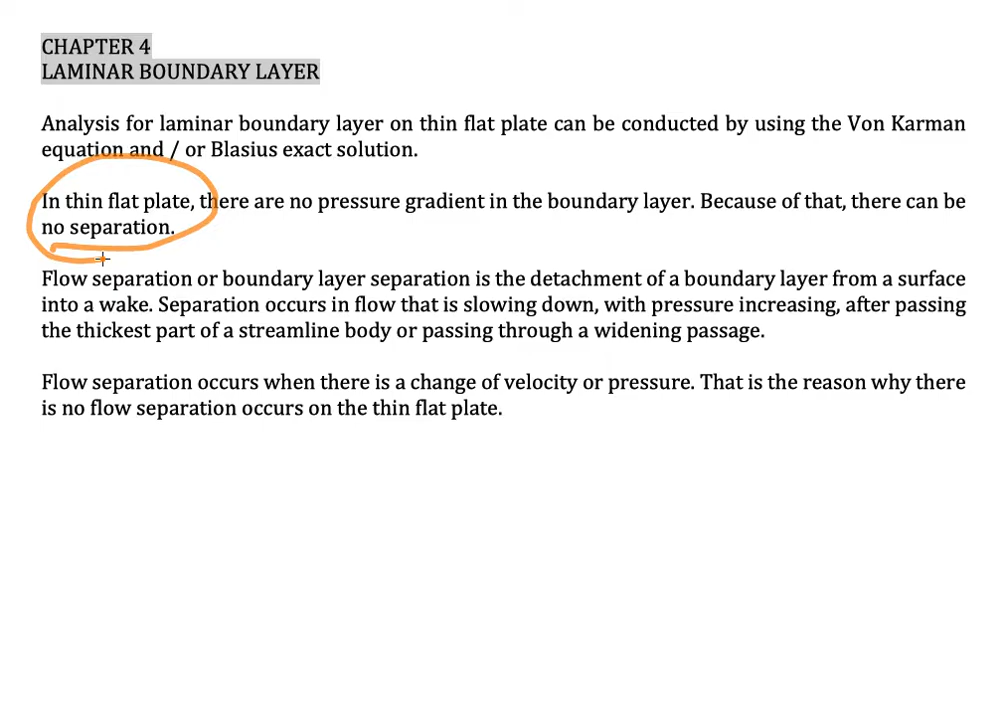 CHAPTER 4
LAMINAR BOUNDARY LAYER
Analysis for laminar boundary layer on thin flat plate can be conducted by using the Von Karman
equation and / or Blasius exact solution.
In thin flat plate, there are no pressure gradient in the boundary layer. Because of that, there can be
no separation.
Flow separation or boundary layer separation is the detachment of a boundary layer from a surface
into a wake. Separation occurs in flow that is slowing down, with pressure increasing, after passing
the thickest part of a streamline body or passing through a widening passage.
Flow separation occurs when there is a change of velocity or pressure. That is the reason why there
is no flow separation occurs on the thin flat plate.